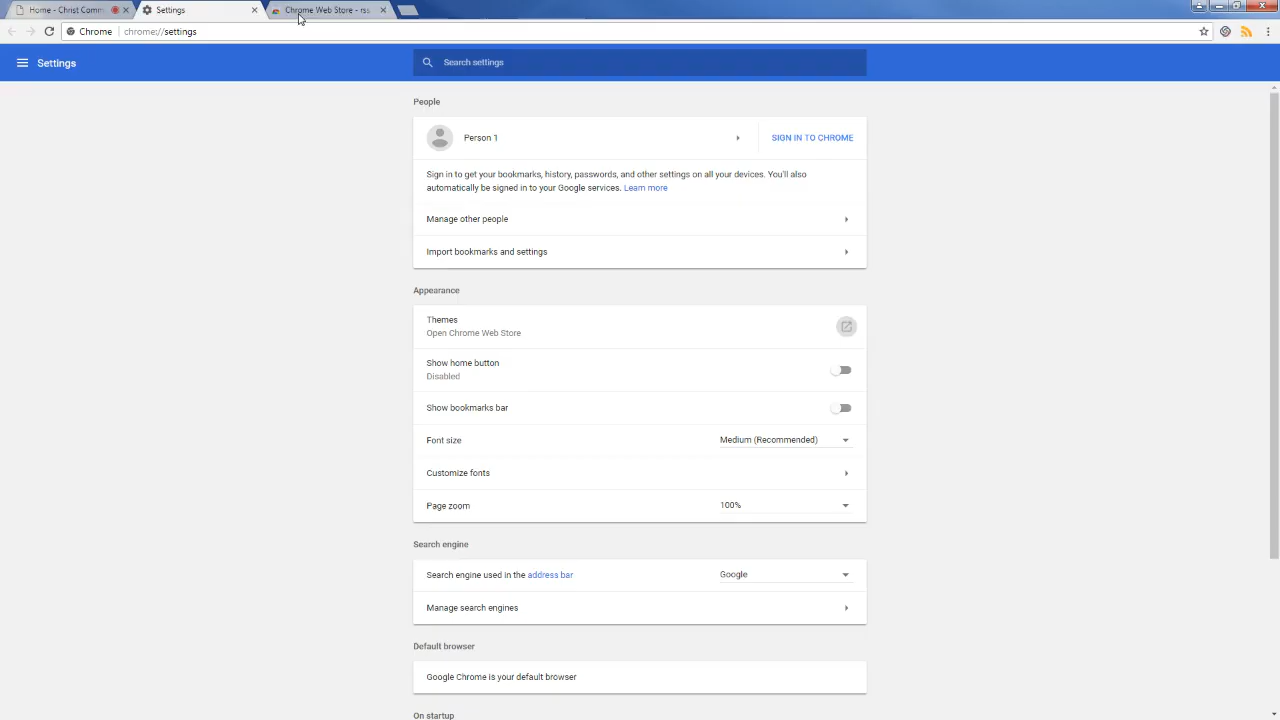 Home - Christ Comm
Settings
Chrome Web Store - rss
Chrome
chrome://settings
Settings
Search settings
People
Person 1
SIGN IN TO CHROME
Sign in to get your bookmarks, history, passwords, and other settings on all your devices. You'll also
automatically be signed in to your Google services. Learn more
Manage other people
Import bookmarks and settings
Appearance
Themes
Open Chrome Web Store
Show home button
Disabled
Show bookmarks bar
Font size
Medium (Recommended)
Customize fonts
Page zoom
100%
Search engine
Search engine used in the address bar
Google
Manage search engines
Default browser
Google Chrome is your default browser
On startup